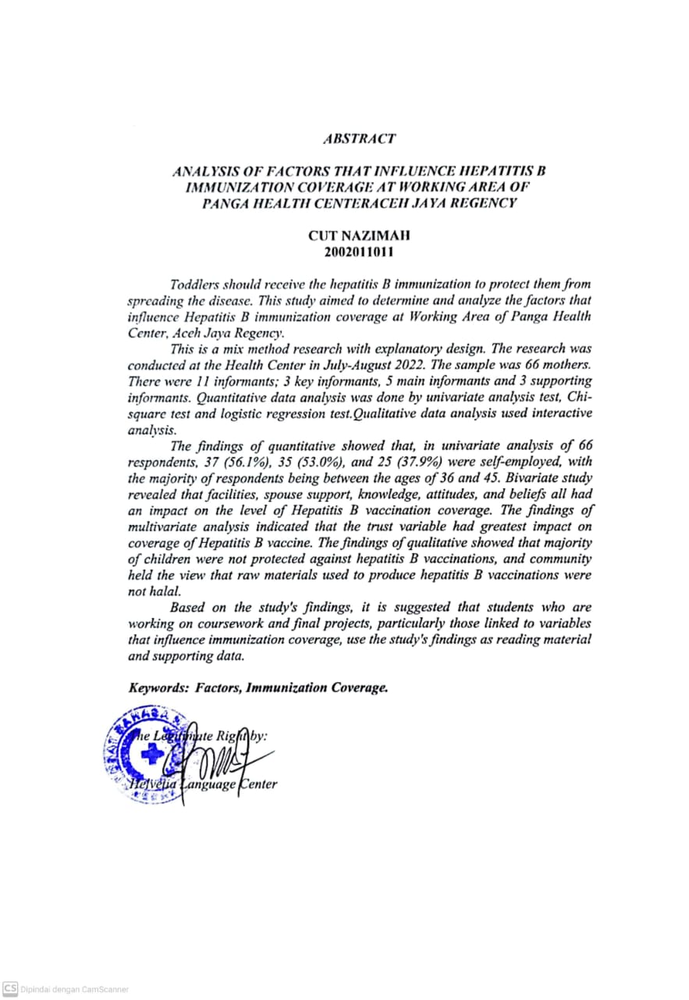 ABSTRACT
ANALYSIS OF FACTORS THAT INFLUENCE HEPATITIS B
IMMUNIZATION COVERAGE AT WORKING AREA OF
PANGA HEALTH CENTERACEH JAYA REGENCY
CUT NAZIMAH
2002011011
Toddlers should receive the hepatitis B immunization to protect them from
spreading the disease. This study aimed to determine and analyze the factors that
influence Hepatitis B immunization coverage at Working Area of Panga Health
Center, Aceh Jaya Regency.
This is a mix method research with explanatory design. The research was
conducted at the Health Center in July-August 2022. The sample was 66 mothers.
There were 11 informants; 3 key informants, 5 main informants and 3 supporting
informants. Quantitative data analysis was done by univariate analysis test, Chi-
square test and logistic regression test.Qualitative data analysis used interactive
analysis.
The findings of quantitative showed that, in univariate analysis of 66
respondents, 37 (56.1%), 35 (53.0%), and 25 (37.9%) were self-employed, with
the majority of respondents being between the ages of 36 and 45. Bivariate study
revealed that facilities, spouse support, knowledge, attitudes, and beliefs all had
an impact on the level of Hepatitis B vaccination coverage. The findings of
multivariate analysis indicated that the trust variable had greatest impact on
coverage of Hepatitis B vaccine. The findings of qualitative showed that majority
of children were not protected against hepatitis B vaccinations, and community
held the view that raw materials used to produce hepatitis B vaccinations were
not halal.
Based on the study's findings, it is suggested that students who are
working on coursework and final projects, particularly those linked to variables
that influence immunization coverage, use the study's findings as reading material
and supporting data.
Keywords: Factors, Immunization Coverage.
The Legitimate Right by:
Helvetia Language Center
BAHASA
CS Dipindai dengan CamScanner